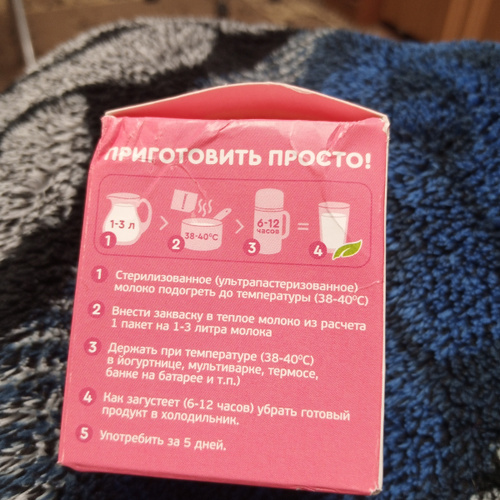 ПРИГОТОВИТЬ ПРОСТО!
1-3 л
38-40°C
6-12
часов
=
1
2
3
4
1 Стерилизованное (ультрапастеризованное)
молоко подогреть до температуры (38-40°C)
2 Внести закваску в теплое молоко из расчета
1 пакет на 1-3 литра молока
3 Держать при температуре (38-40°C)
в йогуртнице, мультиварке, термосе,
банке на батарее и т.п.)
4 Как загустеет (6-12 часов) убрать готовый
продукт в холодильник.
5 Употребить за 5 дней.